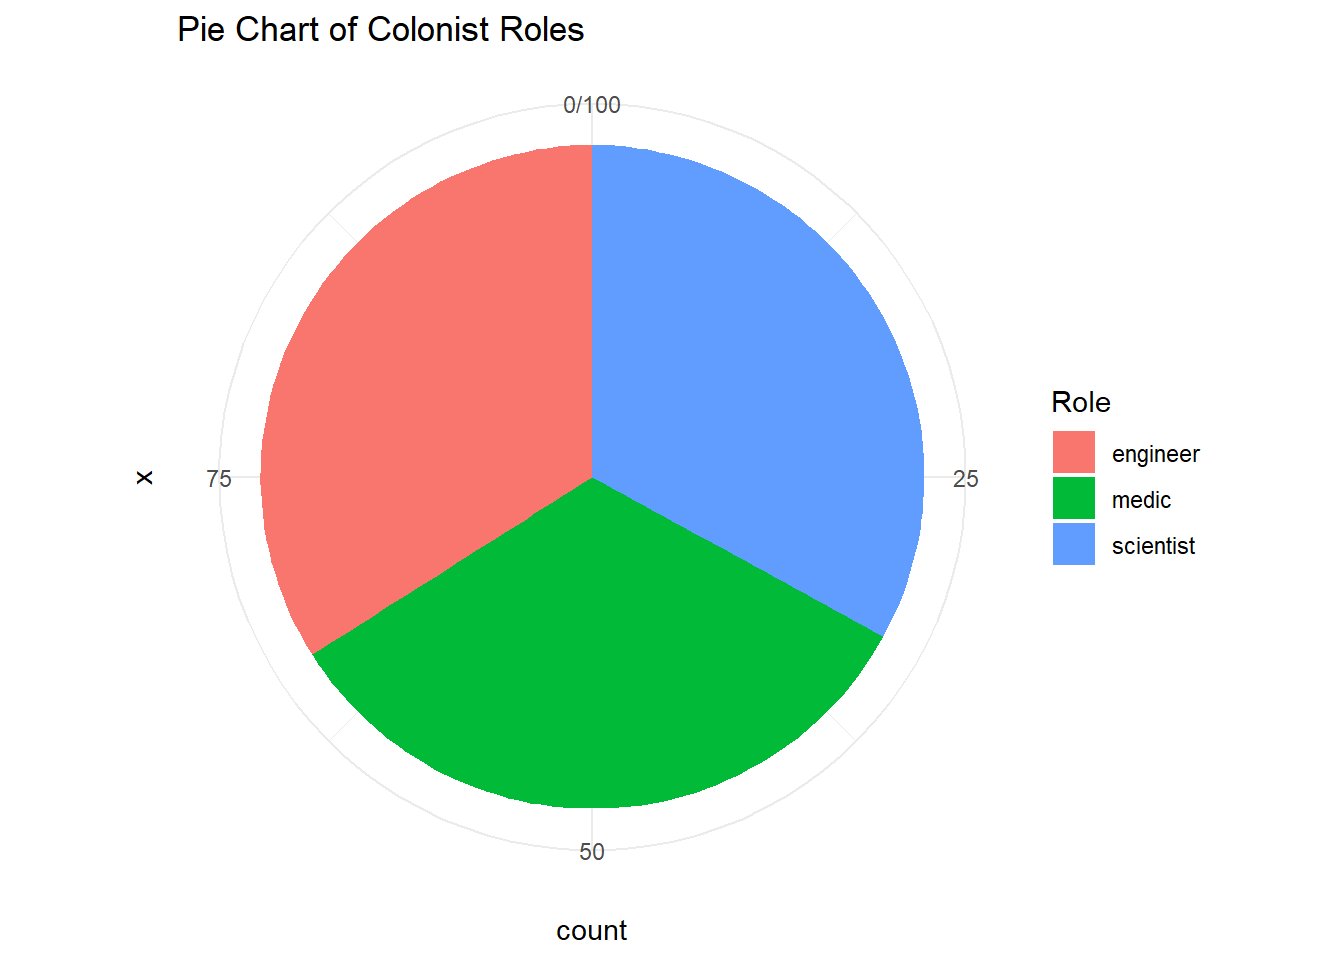 Pie Chart of Colonist Roles
0/100
75
x
25
50
count
Role
engineer
medic
scientist